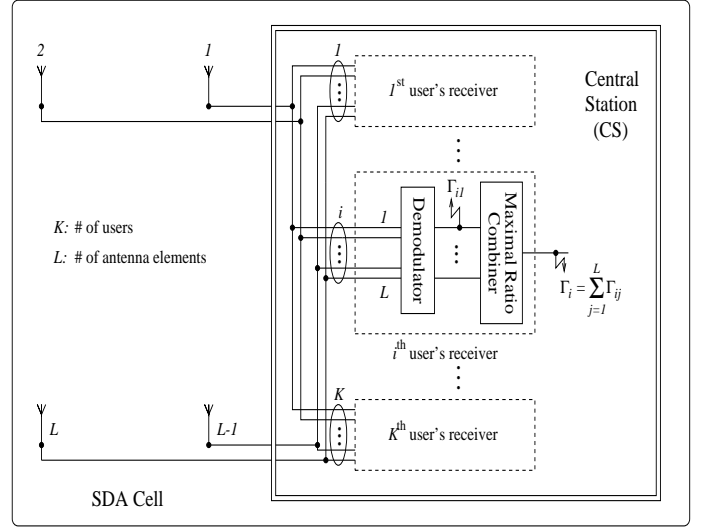 2
1
1
1st user's receiver
Central
Station
(CS)
Γi1
K: # of users
L: # of antenna elements
i
1
L
Demodulator
Maximal Ratio
Combiner
Γi = ∑ Γij
L
j=1
ith user's receiver
K
Kth user's receiver
L
L-1
SDA Cell